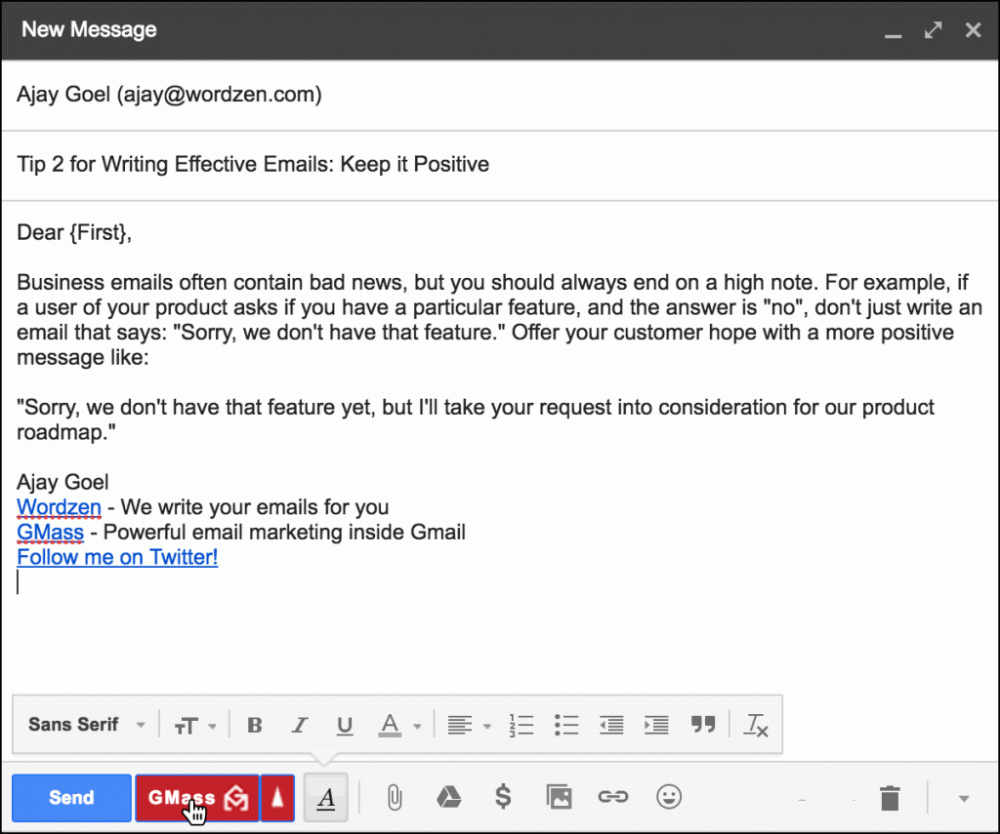 New Message
Ajay Goel (ajay@wordzen.com)
Tip 2 for Writing Effective Emails: Keep it Positive
Dear {First},
Business emails often contain bad news, but you should always end on a high note. For example, if
a user of your product asks if you have a particular feature, and the answer is "no", don't just write an
email that says: "Sorry, we don't have that feature." Offer your customer hope with a more positive
message like:
"Sorry, we don't have that feature yet, but I'll take your request into consideration for our product
roadmap."
Ajay Goel
Wordzen - We write your emails for you
GMass - Powerful email marketing inside Gmail
Follow me on Twitter!
Sans Serif
Send GMass